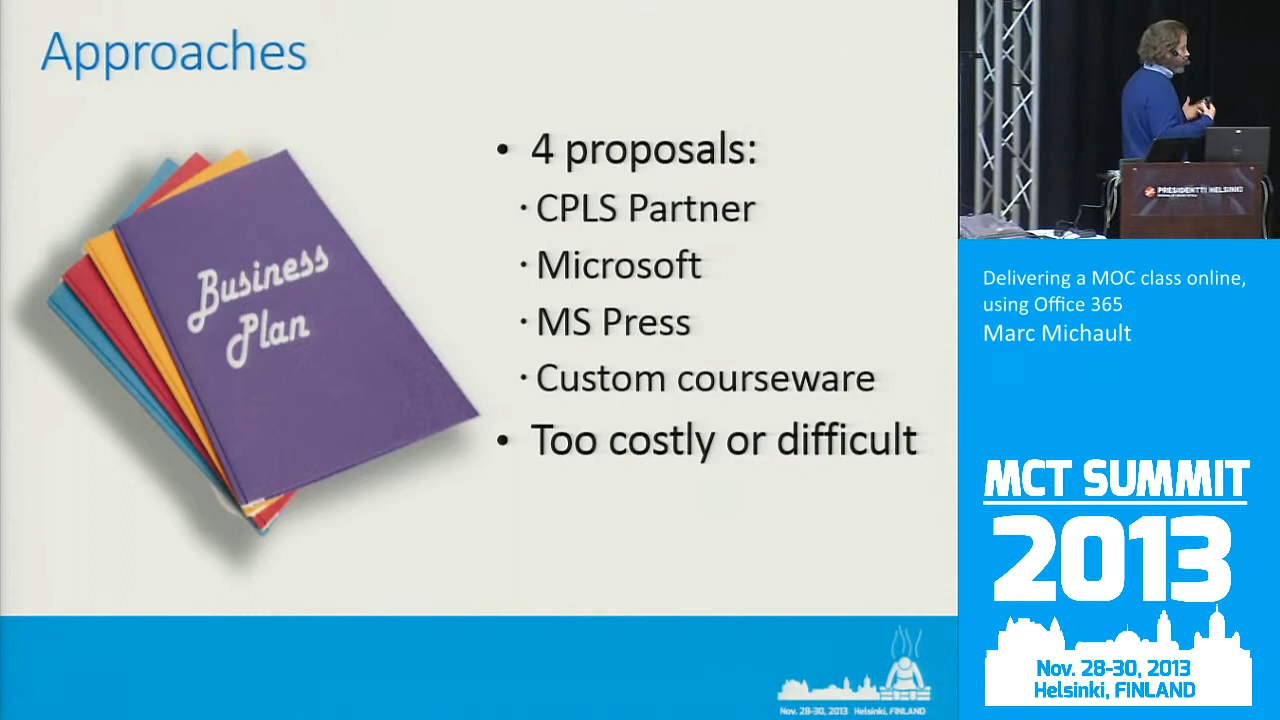 Approaches
Business
Plan
• 4 proposals:
· CPLS Partner
· Microsoft
· MS Press
· Custom courseware
• Too costly or difficult
Nov. 28-30, 2013 Helsinki, FINLAND
PRESIDENTTI HELSINKI
Delivering a MOC class online,
using Office 365
Marc Michault
MCT SUMMIT
2013
Nov. 28-30, 2013
Helsinki, FINLAND